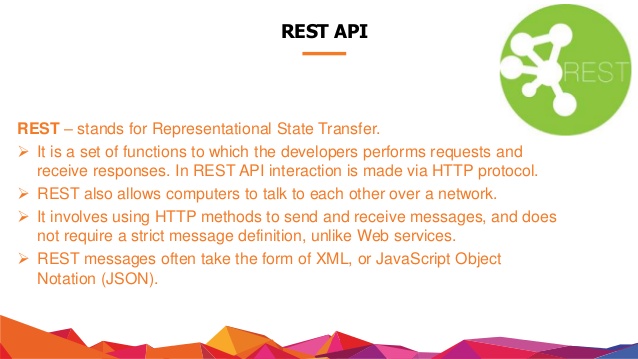 REST API
REST
REST – stands for Representational State Transfer.
➢ It is a set of functions to which the developers performs requests and
receive responses. In REST API interaction is made via HTTP protocol.
➢ REST also allows computers to talk to each other over a network.
➢ It involves using HTTP methods to send and receive messages, and does
not require a strict message definition, unlike Web services.
➢ REST messages often take the form of XML, or JavaScript Object
Notation (JSON).